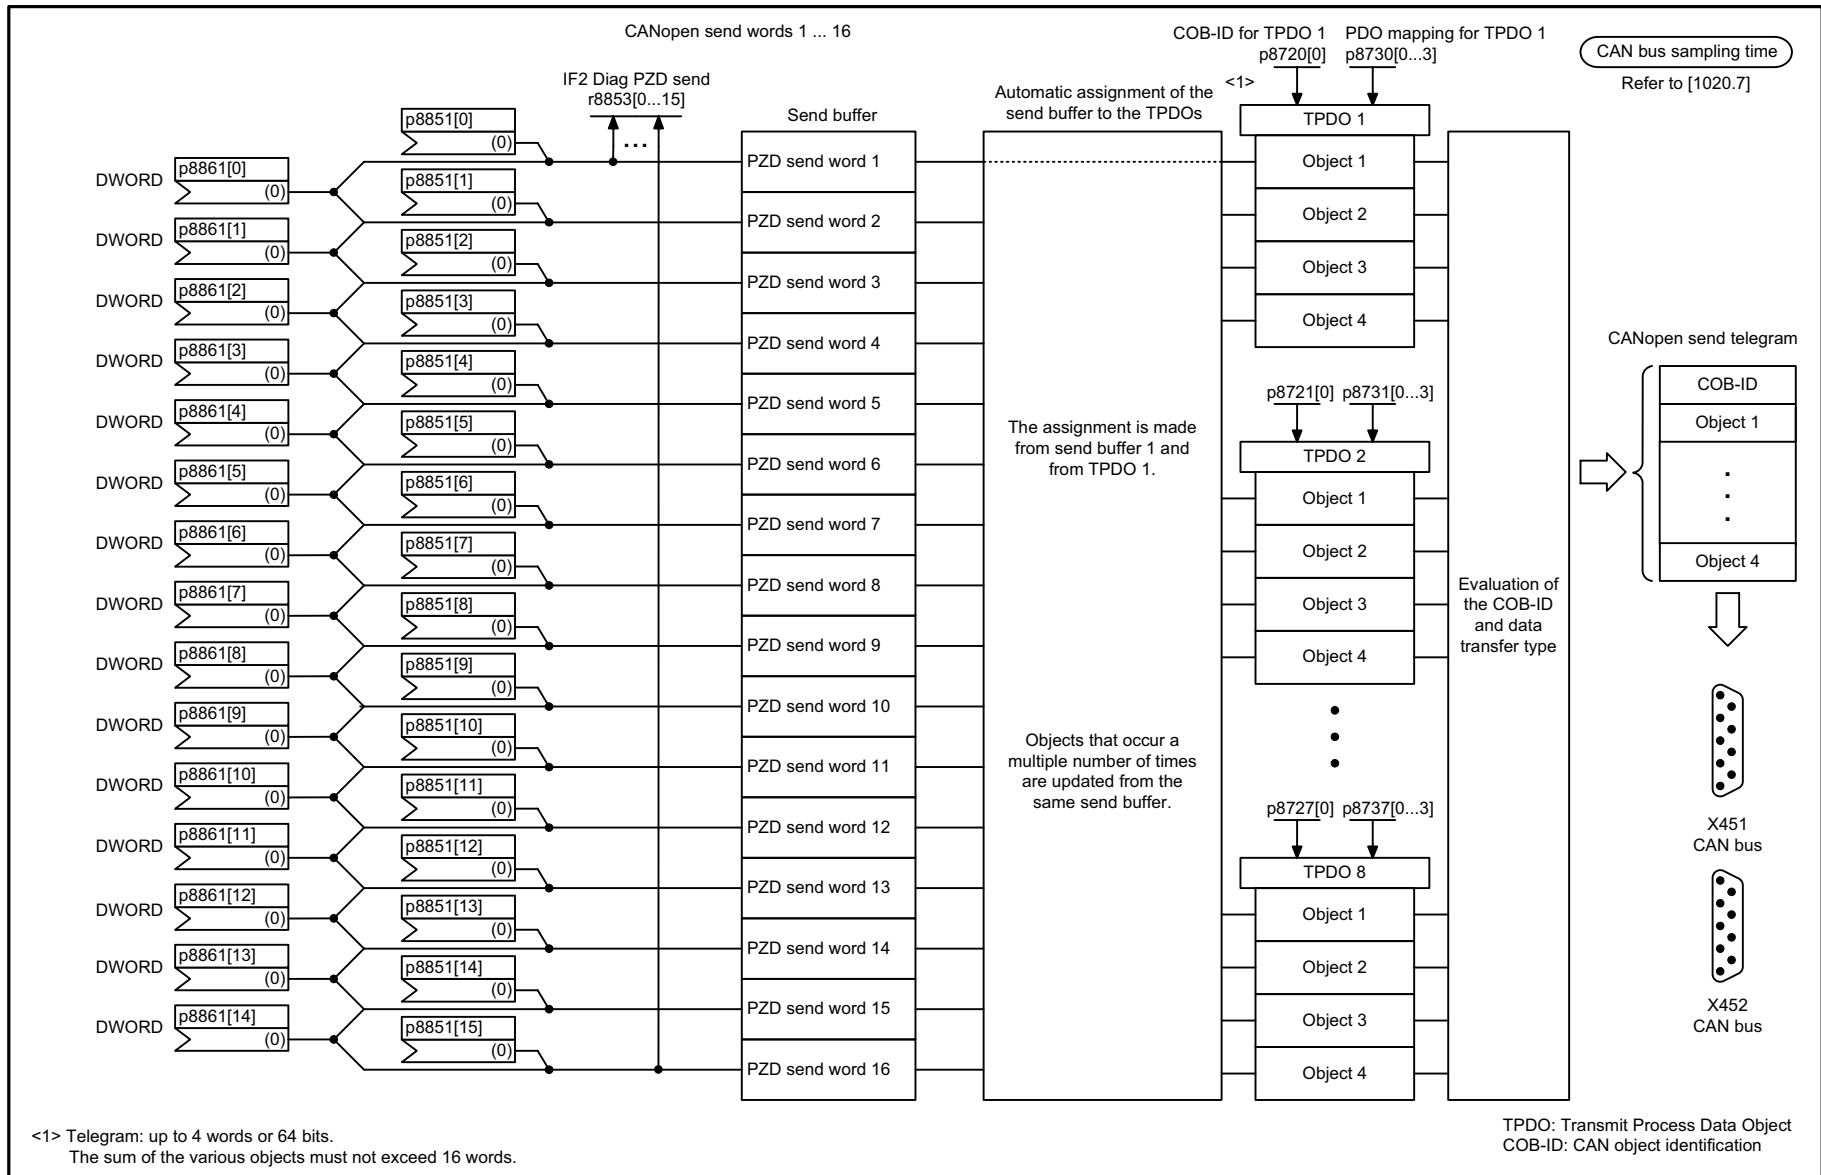 CANopen send words 1 ... 16
COB-ID for TPDO 1
p8720[0]
PDO mapping for TPDO 1
p8730[0...3]
<1>
CAN bus sampling time
Refer to [1020.7]
IF2 Diag PZD send
r8853[0...15]
...
Send buffer
Automatic assignment of the
send buffer to the TPDOs
DWORD
p8861[0]
(0)
DWORD
p8861[1]
(0)
DWORD
p8861[2]
(0)
DWORD
p8861[3]
(0)
DWORD
p8861[4]
(0)
DWORD
p8861[5]
(0)
DWORD
p8861[6]
(0)
DWORD
p8861[7]
(0)
DWORD
p8861[8]
(0)
DWORD
p8861[9]
(0)
DWORD
p8861[10]
(0)
DWORD
p8861[11]
(0)
DWORD
p8861[12]
(0)
DWORD
p8861[13]
(0)
DWORD
p8861[14]
(0)
p8851[0]
(0)
p8851[1]
(0)
p8851[2]
(0)
p8851[3]
(0)
p8851[4]
(0)
p8851[5]
(0)
p8851[6]
(0)
p8851[7]
(0)
p8851[8]
(0)
p8851[9]
(0)
p8851[10]
(0)
p8851[11]
(0)
p8851[12]
(0)
p8851[13]
(0)
p8851[14]
(0)
p8851[15]
(0)
PZD send word 1
PZD send word 2
PZD send word 3
PZD send word 4
PZD send word 5
PZD send word 6
PZD send word 7
PZD send word 8
PZD send word 9
PZD send word 10
PZD send word 11
PZD send word 12
PZD send word 13
PZD send word 14
PZD send word 15
PZD send word 16
The assignment is made
from send buffer 1 and
from TPDO 1.
Objects that occur a
multiple number of times
are updated from the
same send buffer.
TPDO 1
Object 1
Object 2
Object 3
Object 4
p8721[0]
p8731[0...3]
TPDO 2
Object 1
Object 2
Object 3
Object 4
p8727[0]
p8737[0...3]
TPDO 8
Object 1
Object 2
Object 3
Object 4
Evaluation of
the COB-ID
and data
transfer type
CANopen send telegram
COB-ID
Object 1
.
.
.
Object 4
X451
CAN bus
X452
CAN bus
<1> Telegram: up to 4 words or 64 bits.
The sum of the various objects must not exceed 16 words.
TPDO: Transmit Process Data Object
COB-ID: CAN object identification